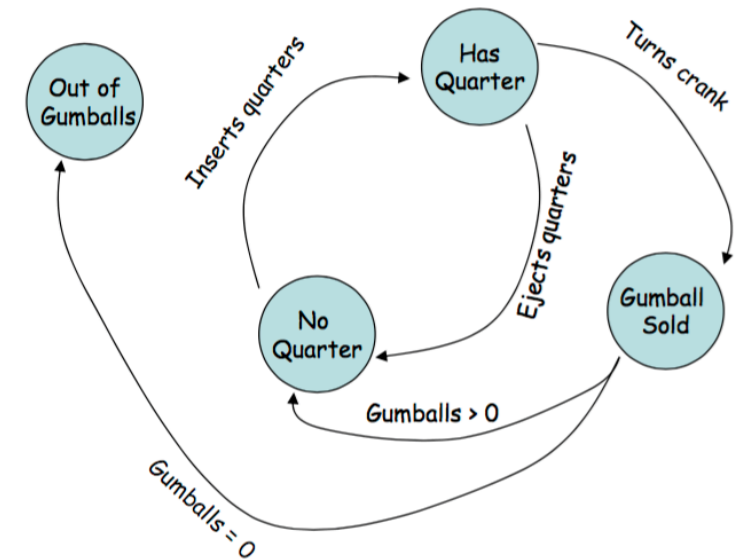 Out of
Gumballs
Inserts quarters
Has
Quarter
Turns crank
Ejects quarters
No
Quarter
Gumball
Sold
Gumballs > 0
Gumballs = 0